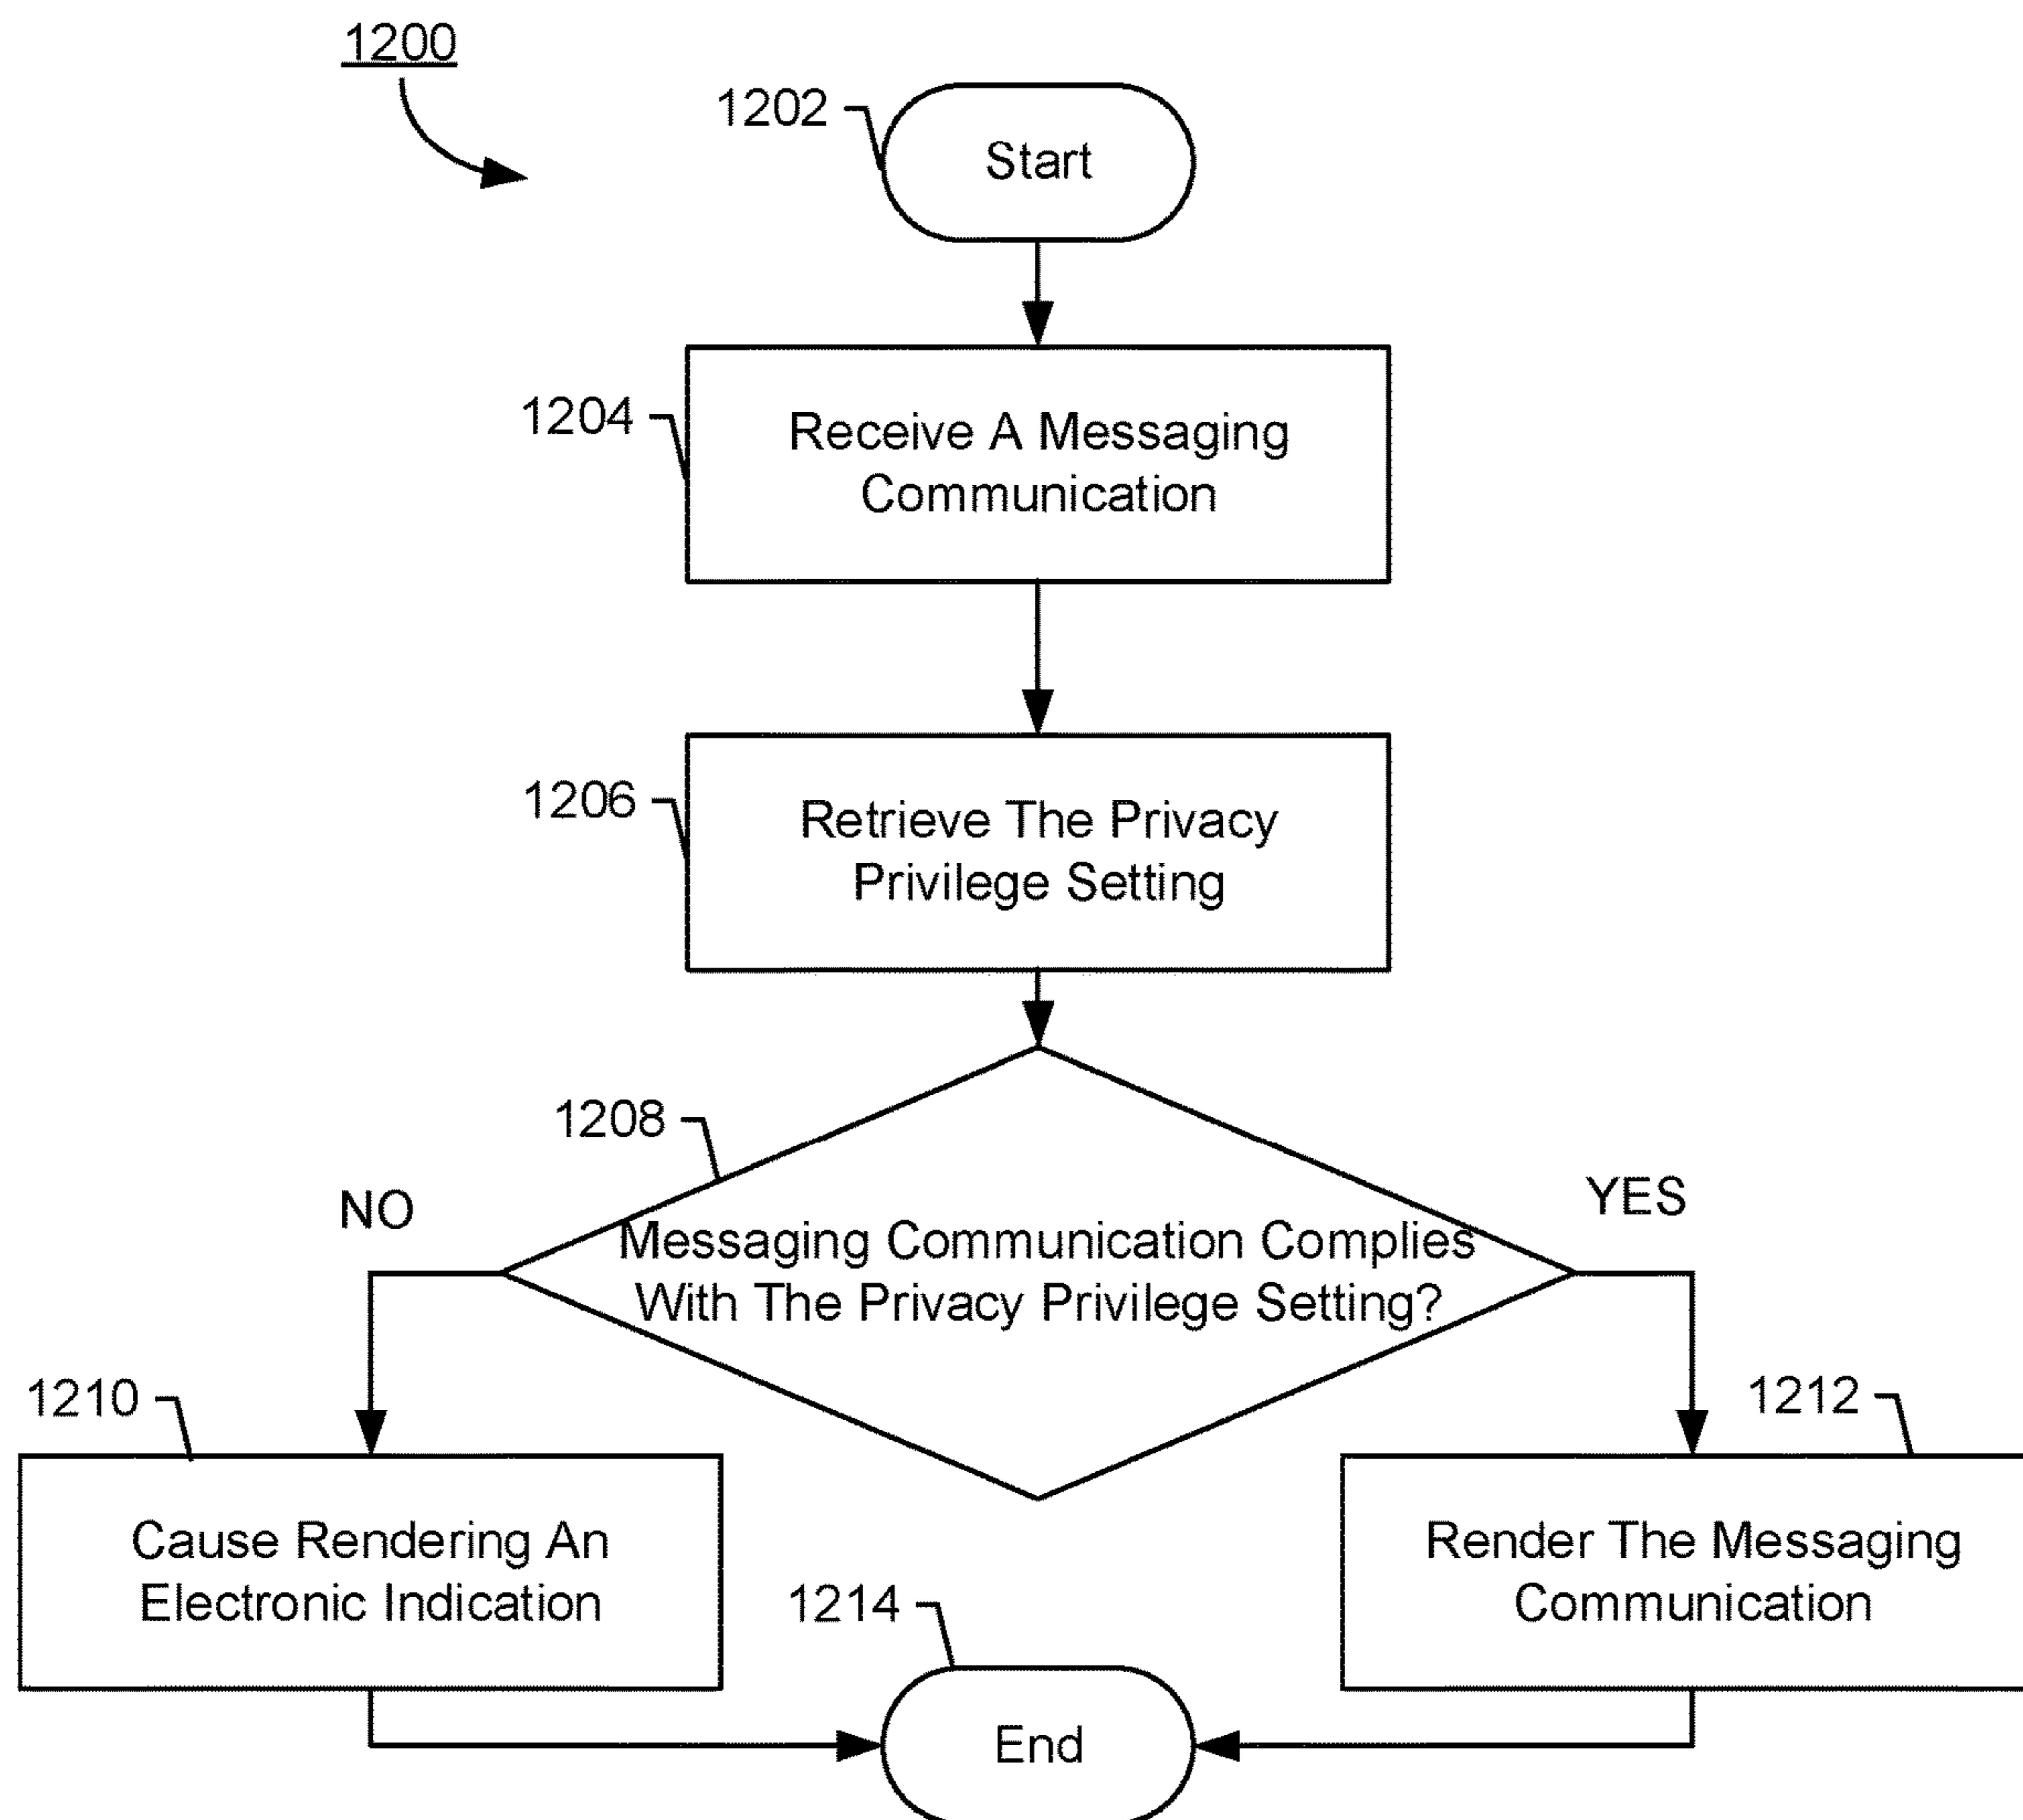 1200
1202
Start
1204
Receive A Messaging
Communication
1206
Retrieve The Privacy
Privilege Setting
1208
NO
YES
Messaging Communication Complies
With The Privacy Privilege Setting?
1210
1212
Cause Rendering An
Electronic Indication
Render The Messaging
Communication
1214
End